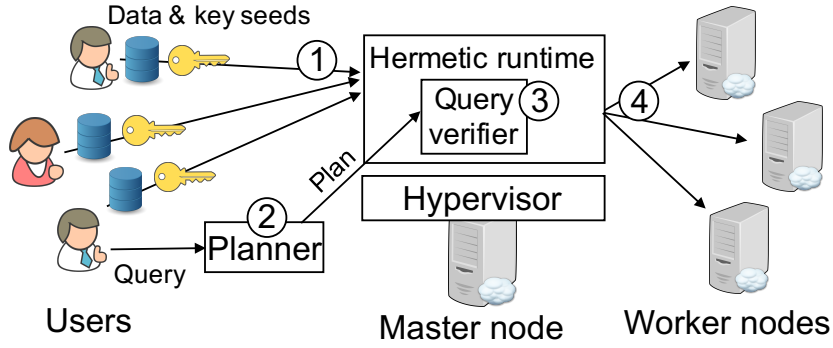 Data & key seeds
1
Hermetic runtime
Query
verifier
3
4
Plan
2
Planner
Query
Hypervisor
Users
Master node
Worker nodes